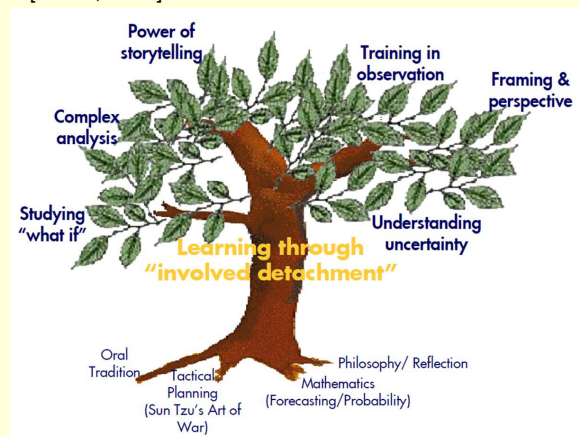 Power of
storytelling
Training in
observation
Framing &
perspective
Complex
analysis
Studying
"what if"
Understanding
uncertainty
Learning through
"involved detachment"
Oral
Tradition
Tactical
Planning
(Sun Tzu's Art of
War)
Mathematics
(Forecasting/Probability)
Philosophy/ Reflection